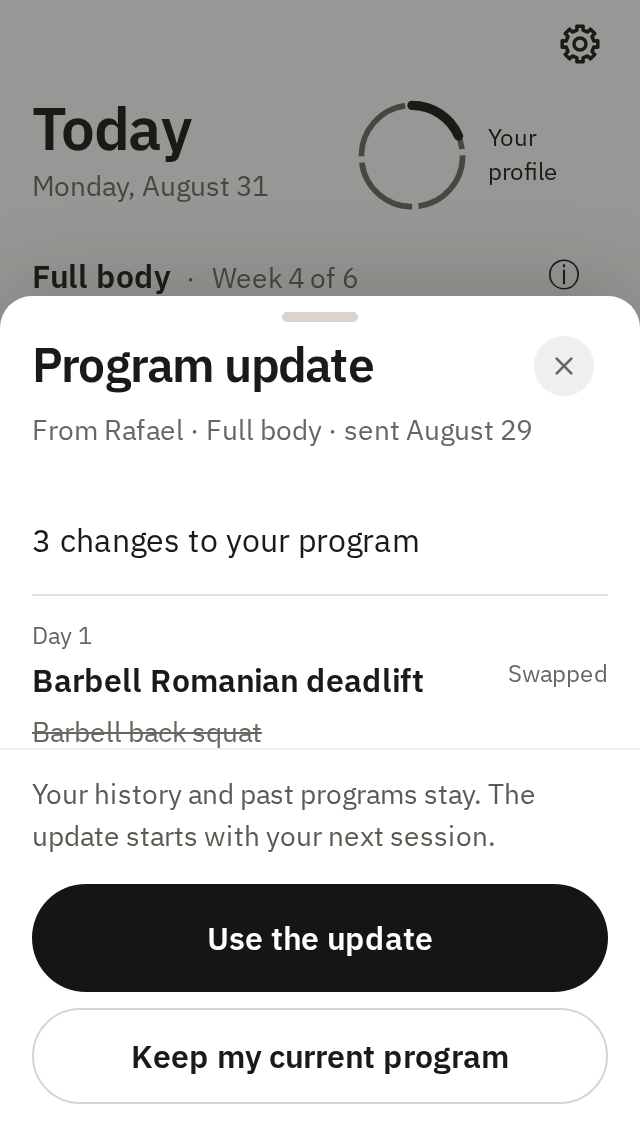 Today
Monday, August 31
Your
profile
Full body · Week 4 of 6
Program update
From Rafael · Full body · sent August 29
3 changes to your program
Day 1
Barbell Romanian deadlift
Swapped
Barbell back squat
Your history and past programs stay. The
update starts with your next session.
Use the update
Keep my current program